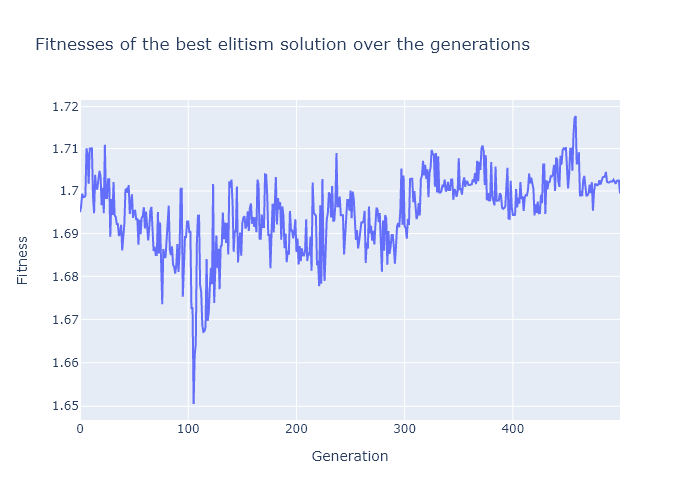 Fitnesses of the best elitism solution over the generations
1.72
1.71
1.7
1.69
1.68
1.67
1.66
1.65
Fitness
0 100 200 300 400
Generation